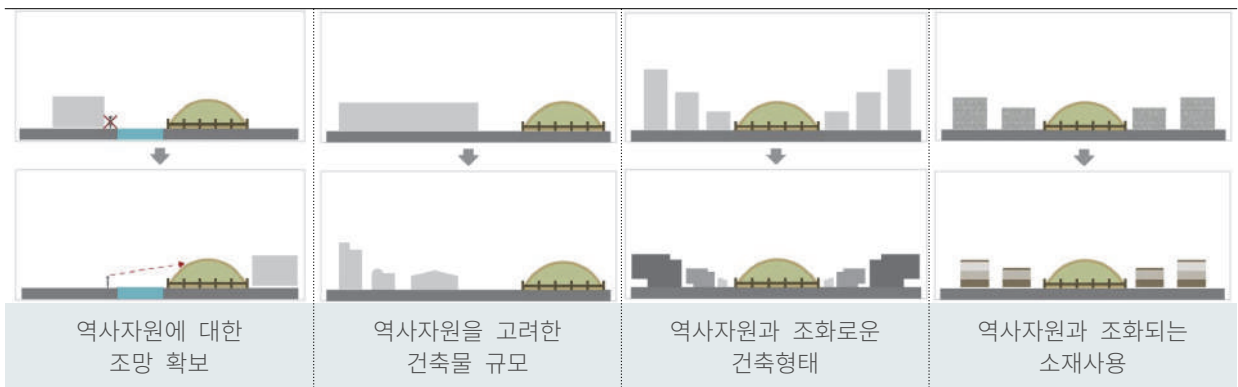 역사자원에 대한
조망 확보
역사자원을 고려한
건축물 규모
역사자원과 조화로운
건축형태
역사자원과 조화되는
소재사용